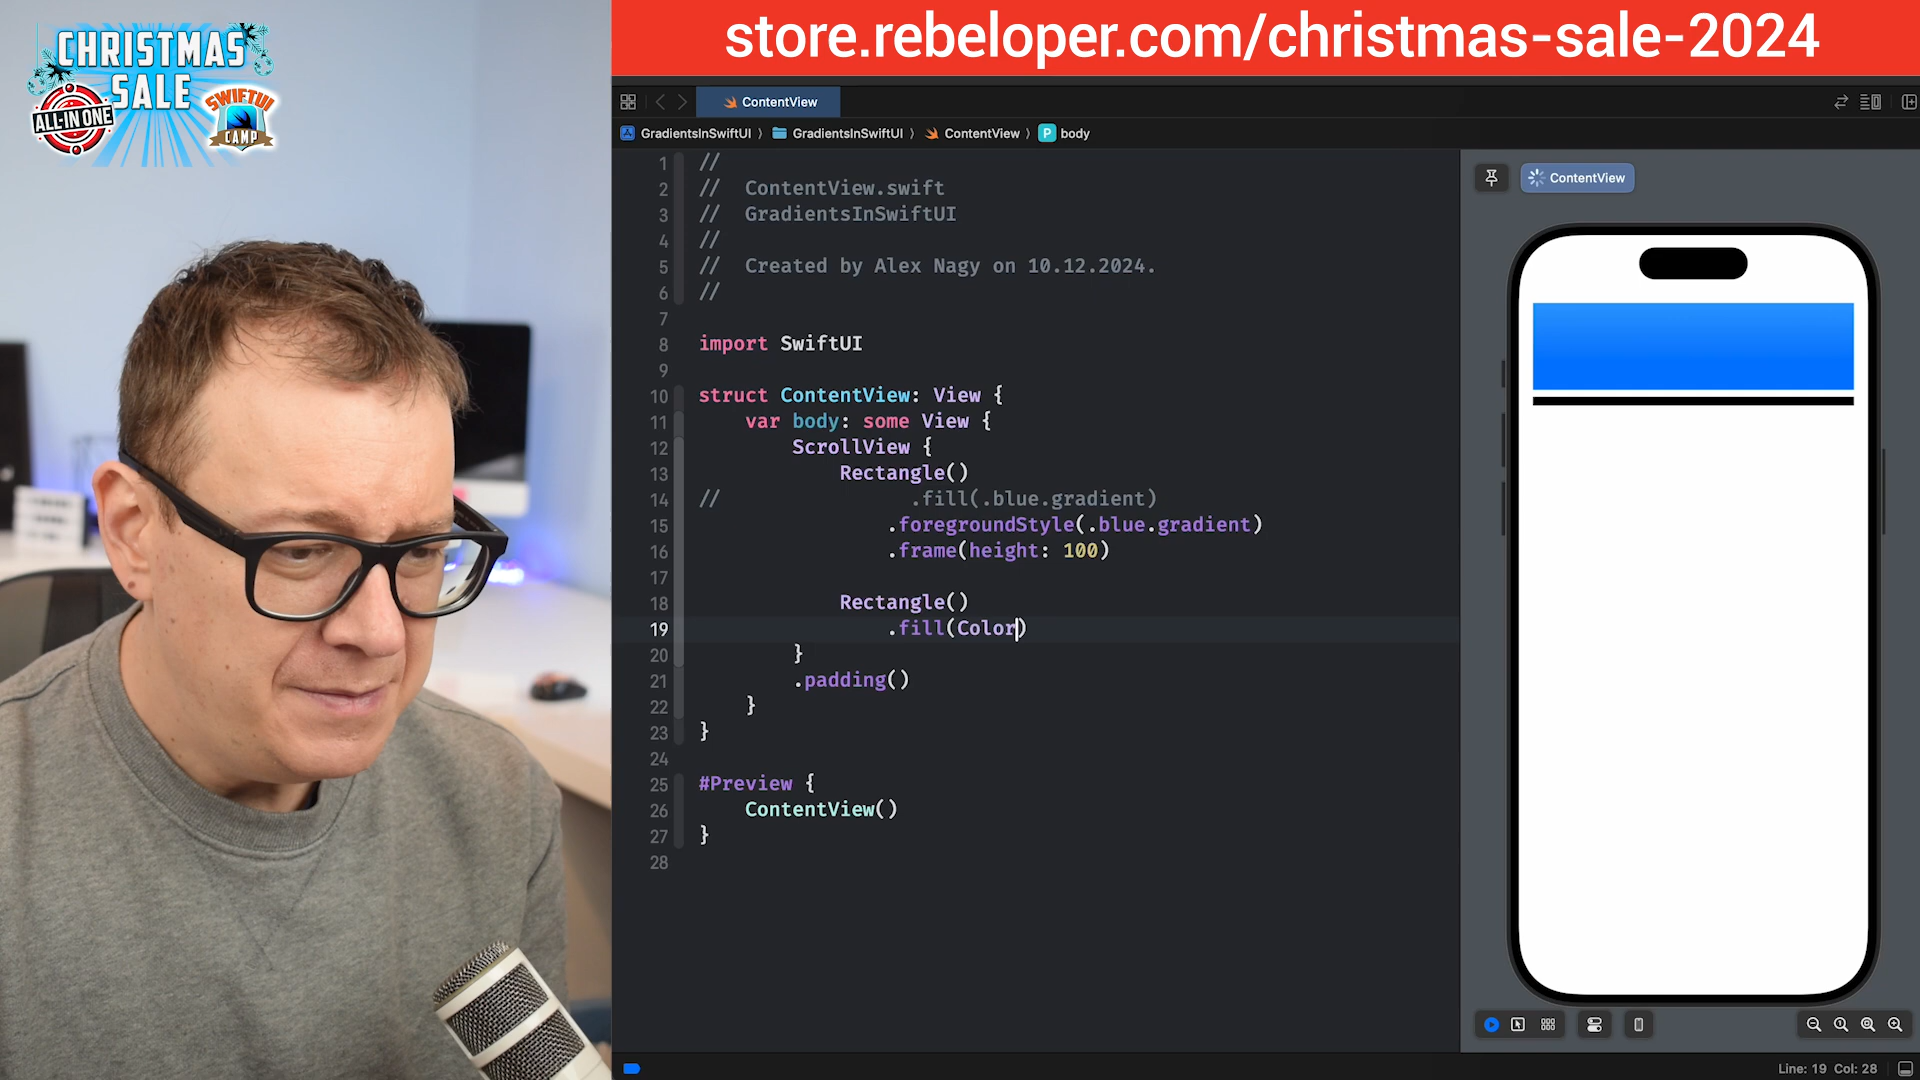 CHRISTMAS
SALE
ALL-IN ONE
SWIFTUI
CAMP
store.rebeloper.com/christmas-sale-2024
ContentView
GradientsInSwiftUI 〉 GradientsInSwiftUI 〉 ContentView 〉 P body
1 //
2 // ContentView.swift
3 // GradientsInSwiftUI
4 //
5 // Created by Alex Nagy on 10.12.2024.
6 //
7
8 import SwiftUI
9
10 struct ContentView: View {
11 var body: some View {
12 ScrollView {
13 Rectangle()
14 // .fill(.blue.gradient)
15 .foregroundStyle(.blue.gradient)
16 .frame(height: 100)
17
18 Rectangle()
19 .fill(Color)
20 }
21 .padding()
22 }
23 }
24
25 #Preview {
26 ContentView()
27 }
28
ContentView
Line: 19 Col: 28